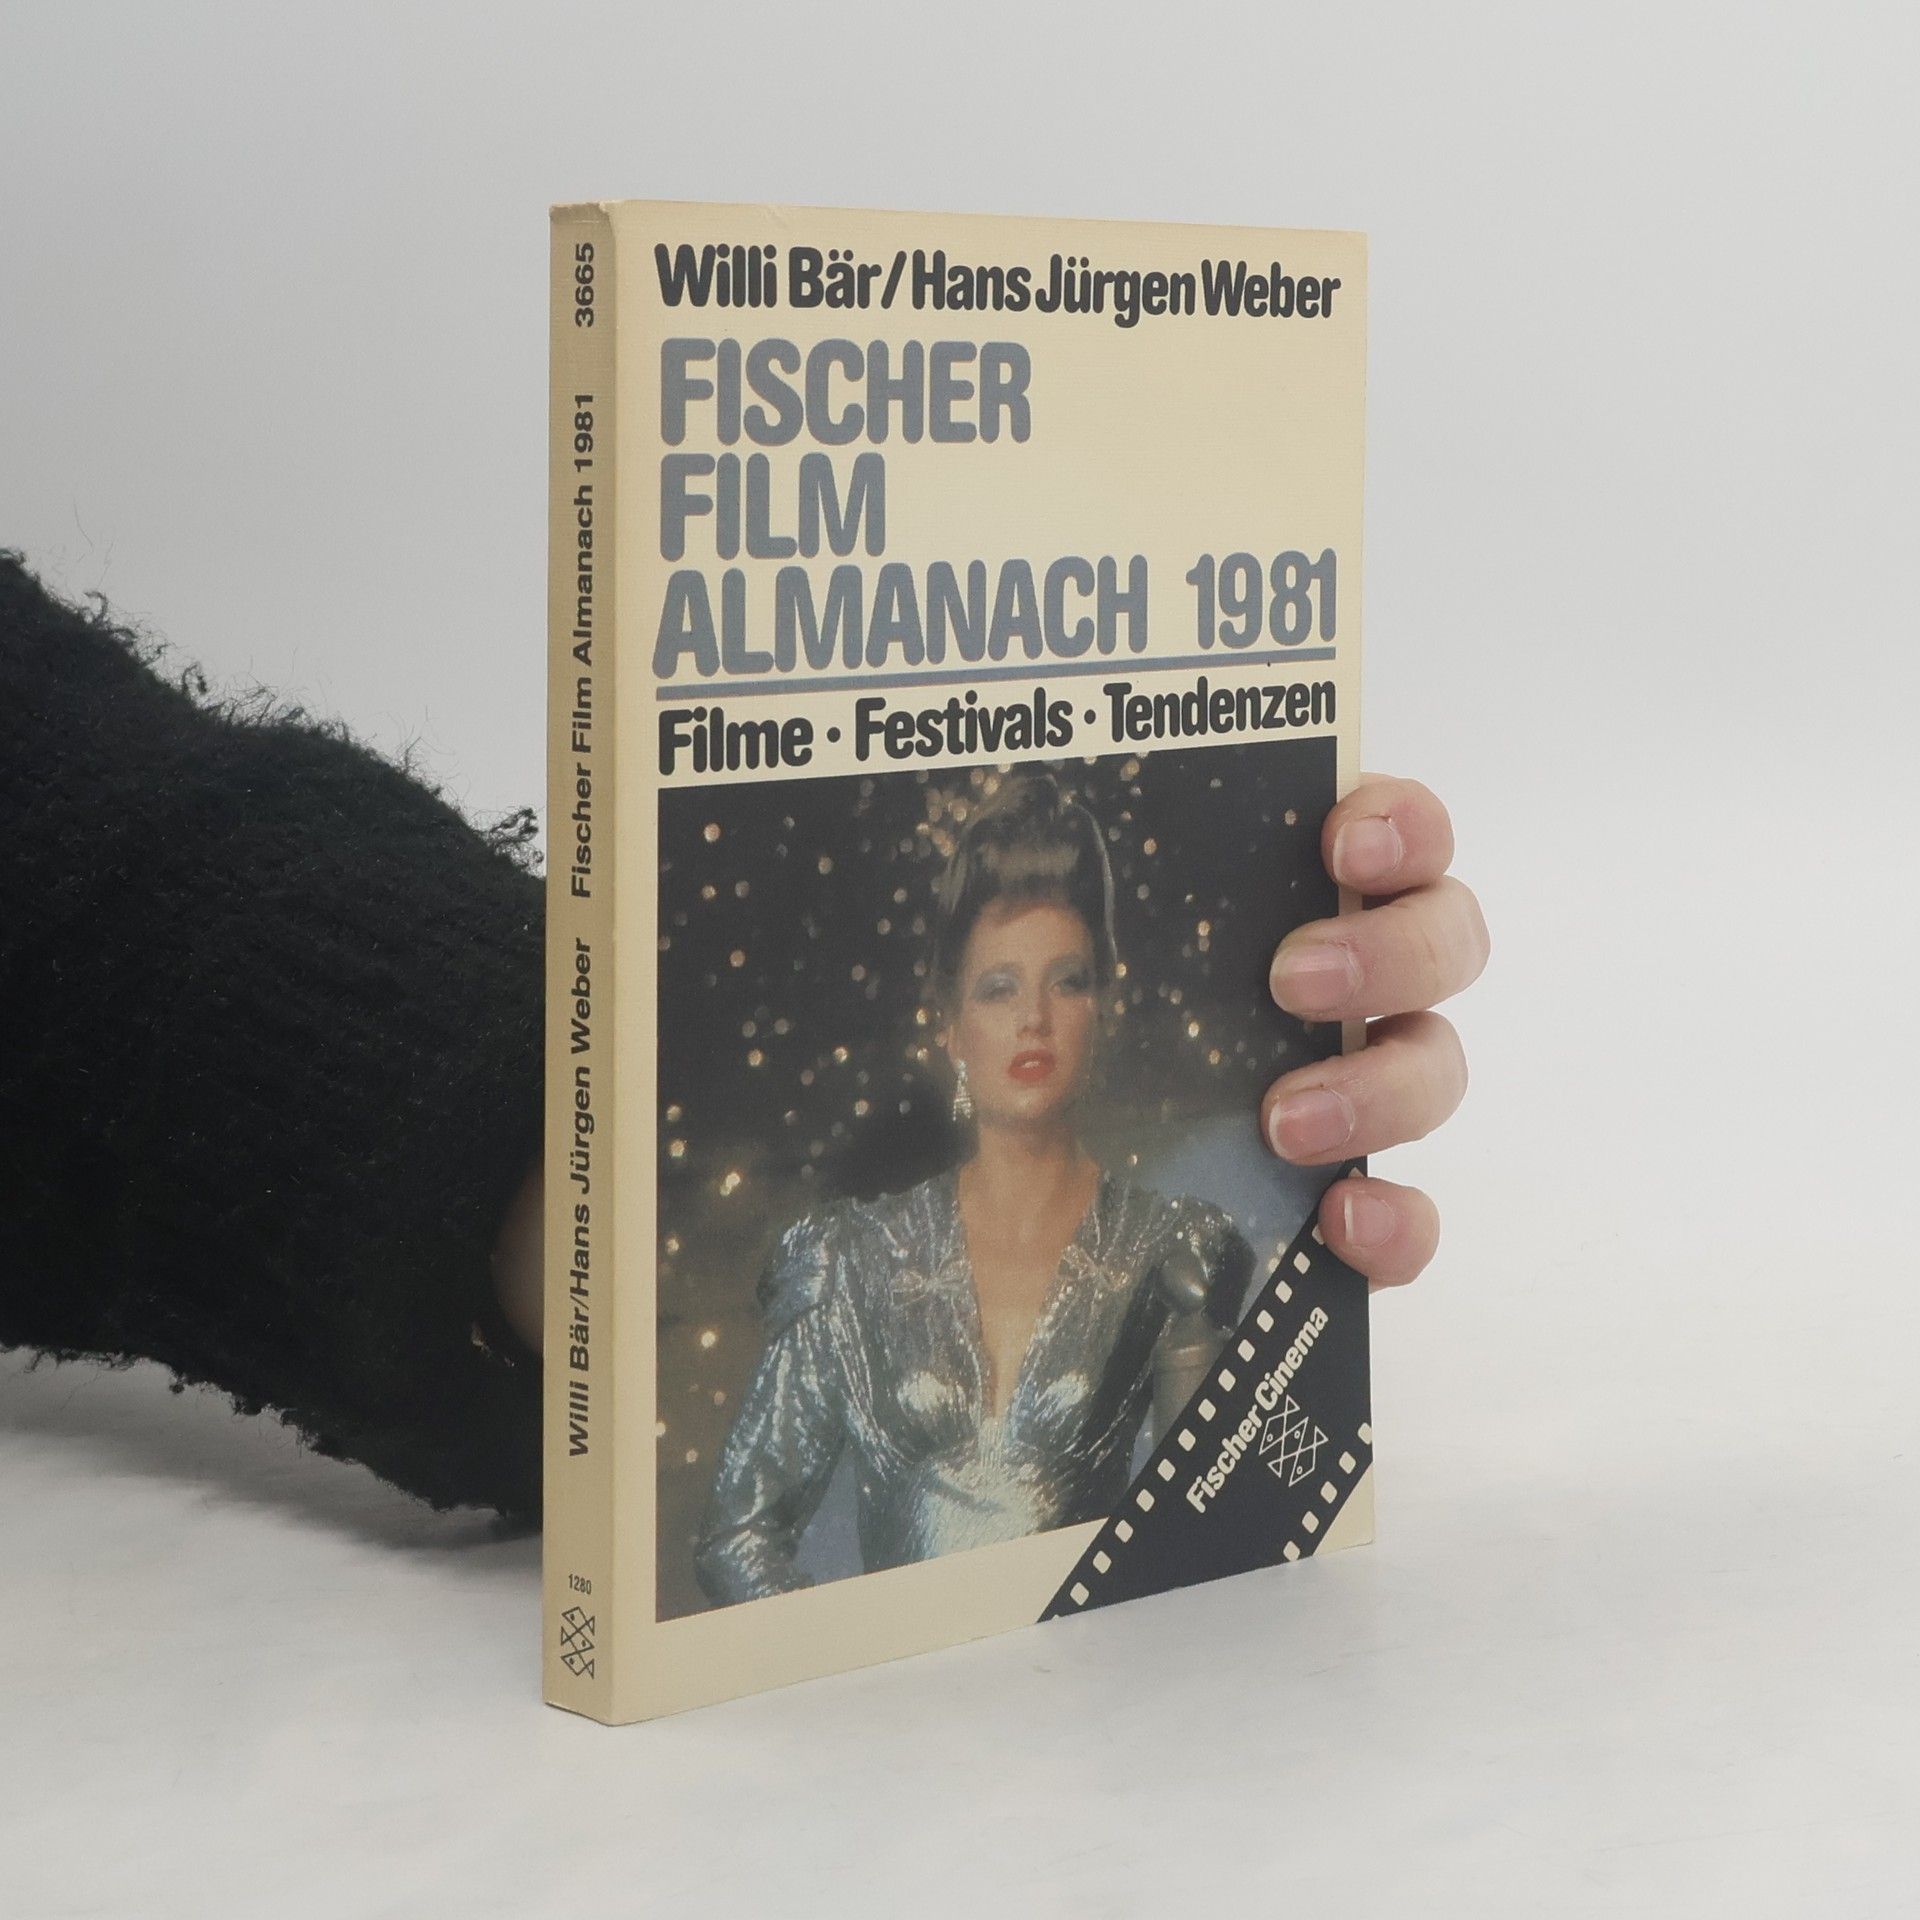 Willi Bär/Hans Jürgen Weber
FISCHER
FILM
ALMANACH 1981
Filme · Festivals · Tendenzen
Fischer Cinema
Willi Bär/Hans Jürgen Weber Fischer Film Almanach 1981 3665
1280